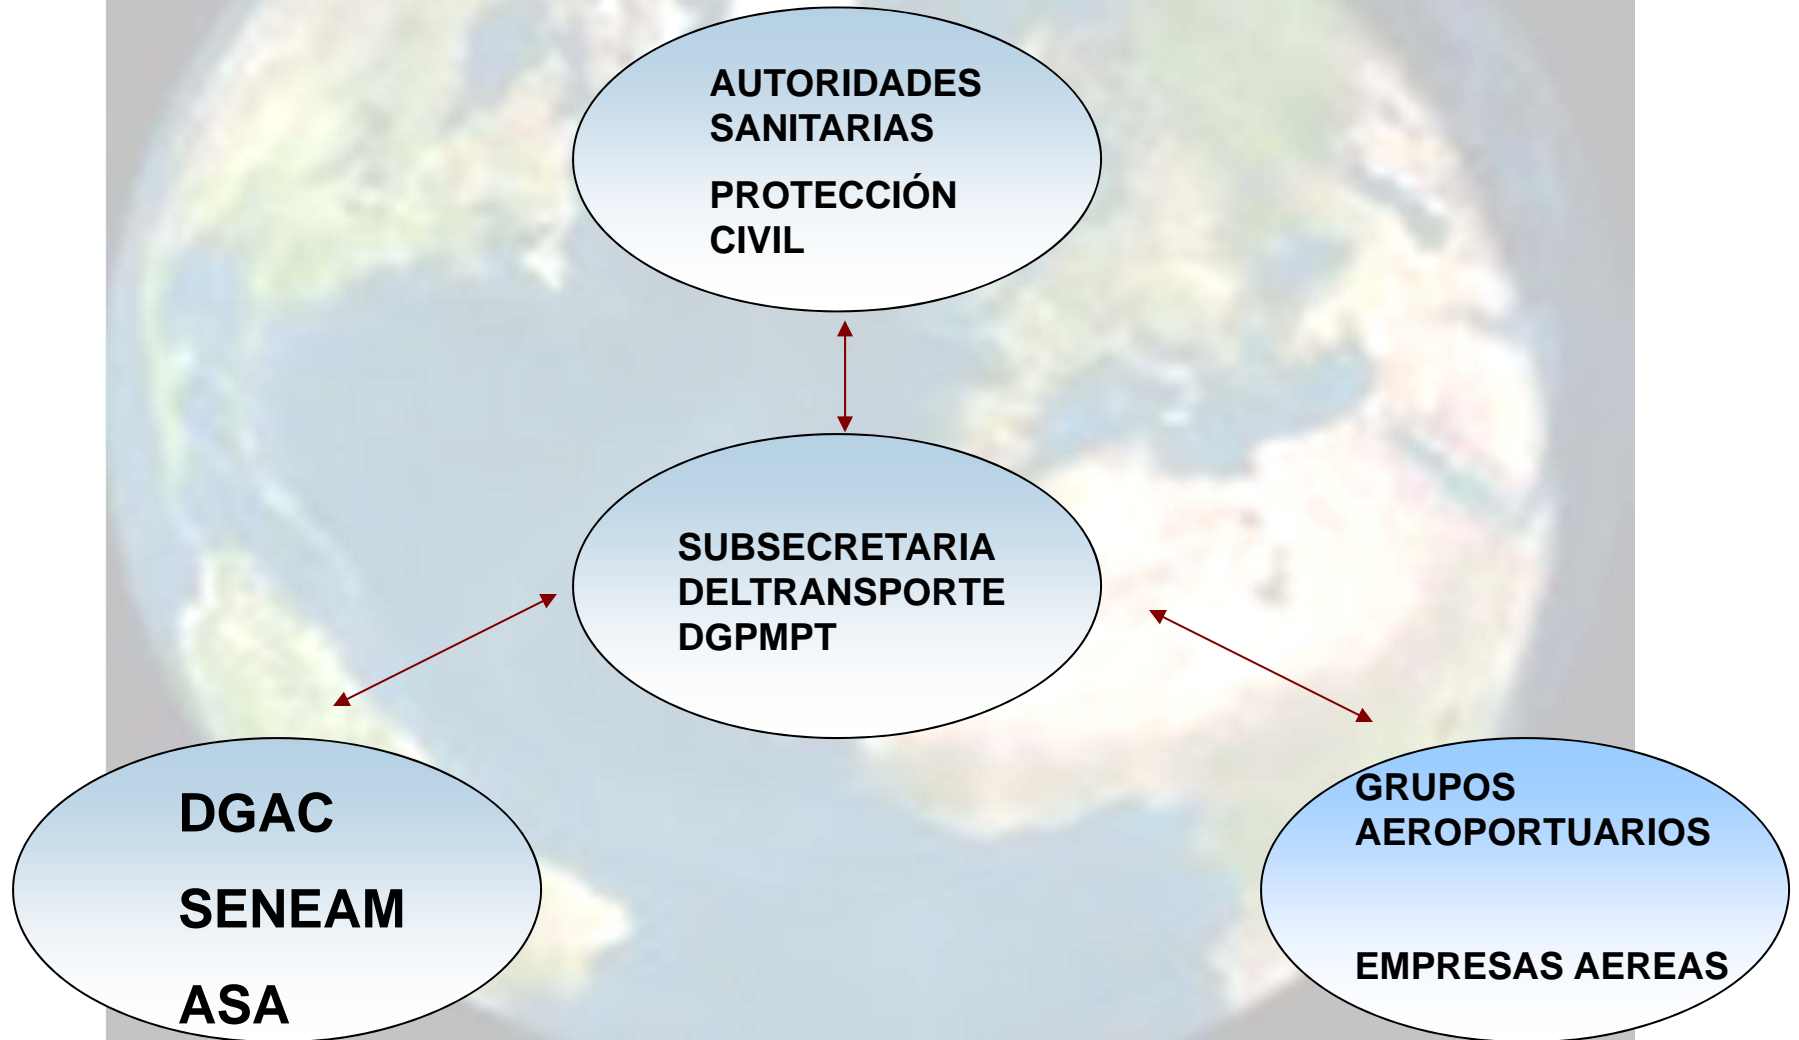 AUTORIDADES
SANITARIAS
PROTECCIÓN
CIVIL
SUBSECRETARIA
DELTRANSPORTE
DGPMPT
DGAC
SENEAM
ASA
GRUPOS
AEROPORTUARIOS
EMPRESAS AEREAS